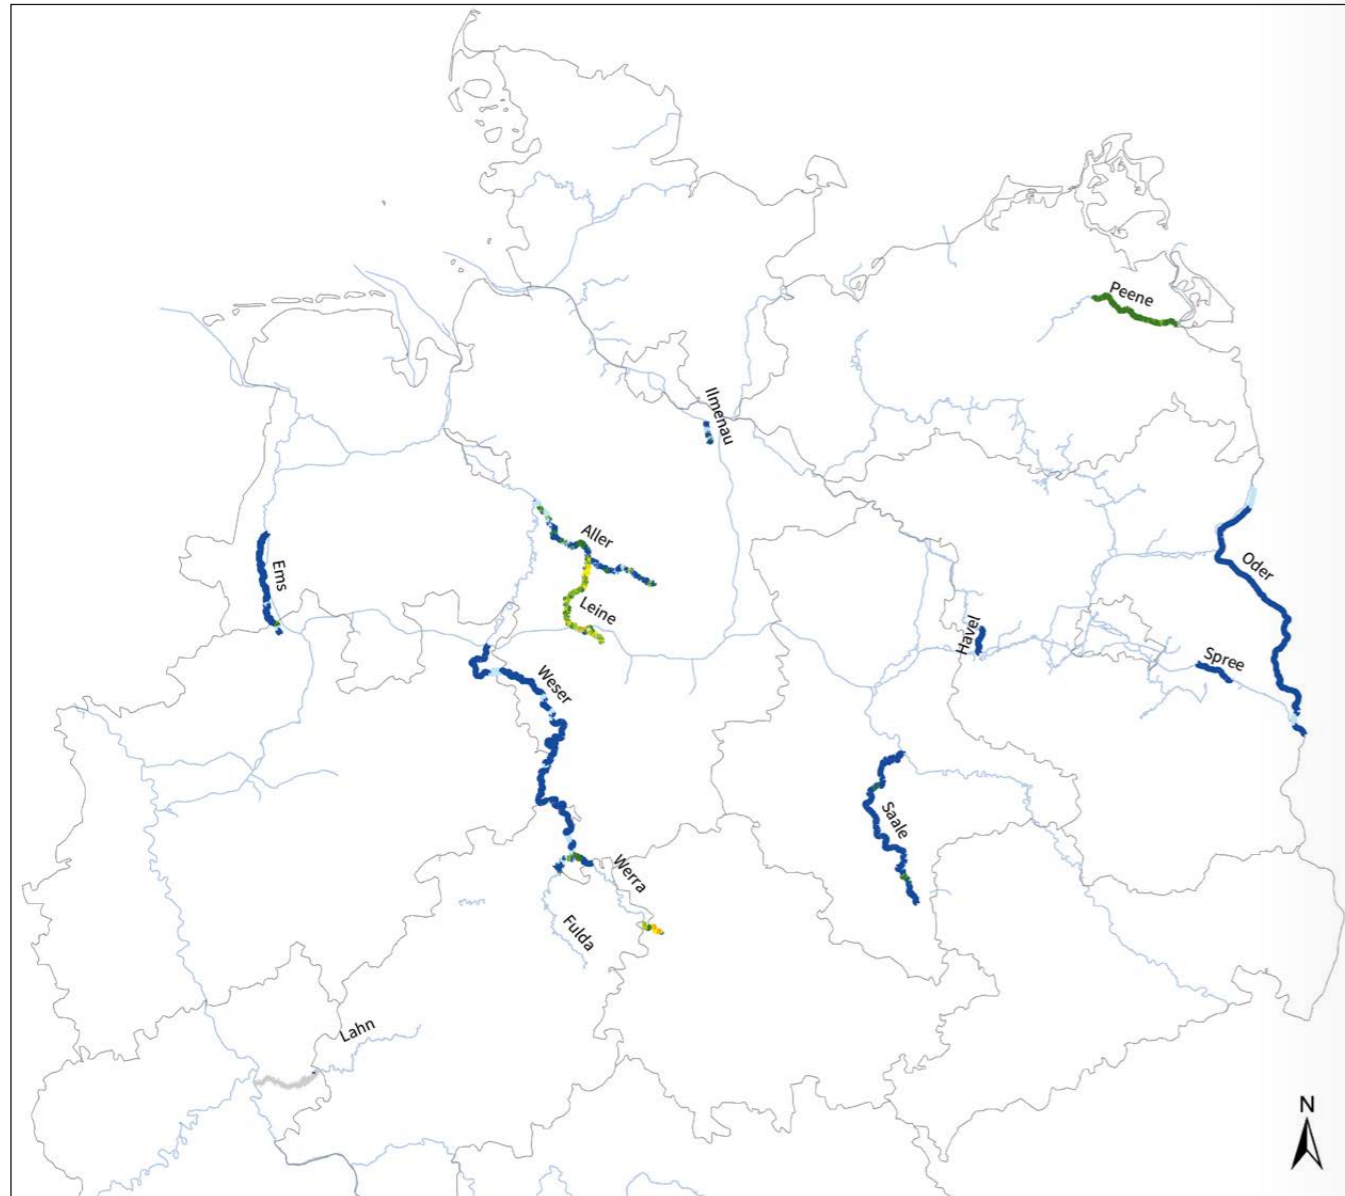 Peene
Ilmenau
Aller
Ems
Oder
Leine
Havel
Spree
Weser
Saale
Werra
Fulda
Lahn
N